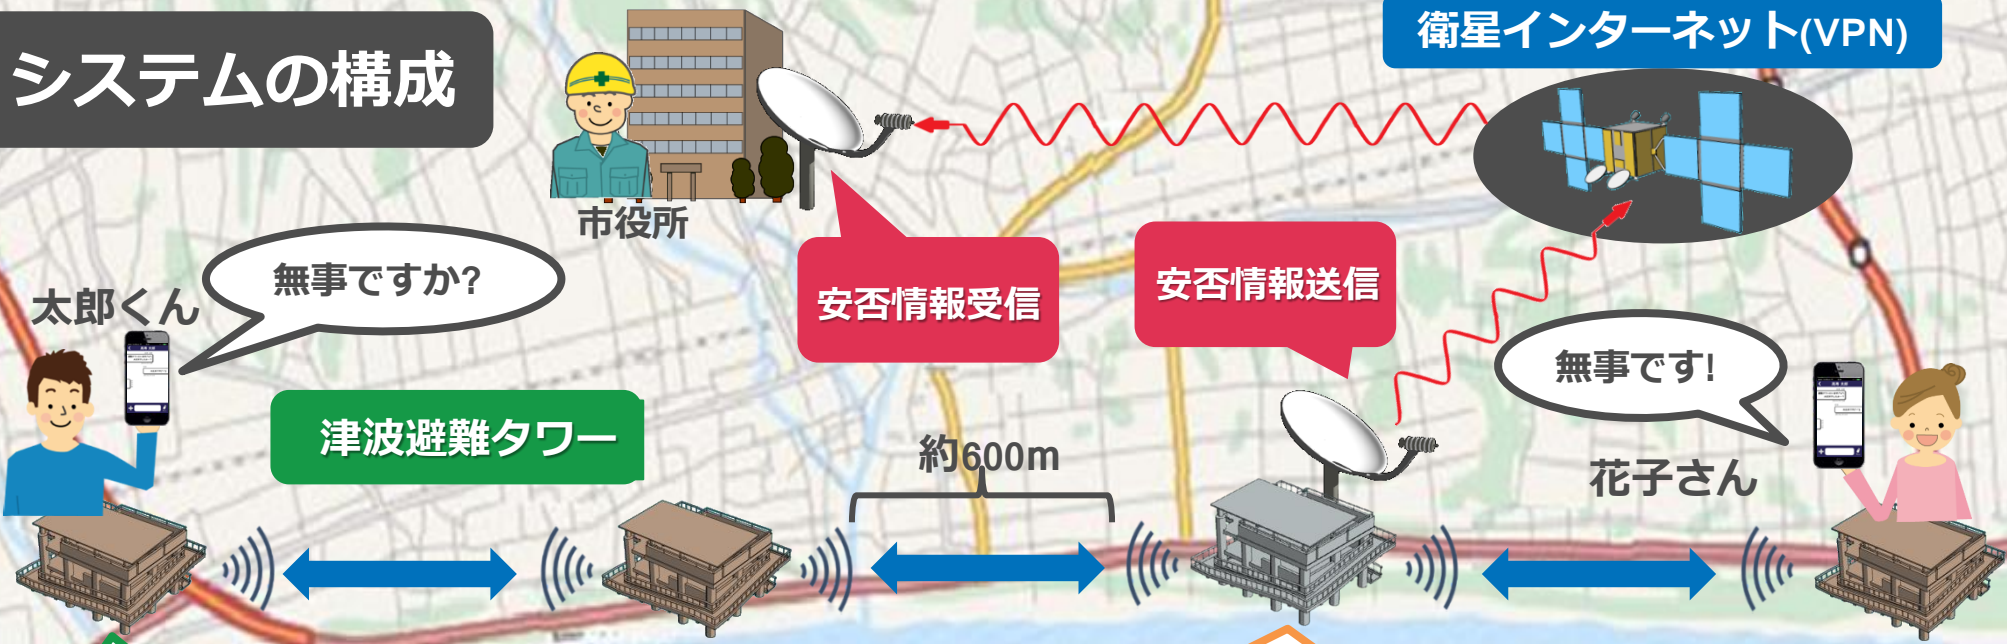 システムの構成
衛星インターネット(VPN)
市役所
無事ですか?
太郎くん
安否情報受信
安否情報送信
無事です!
津波避難タワー
約600m
花子さん